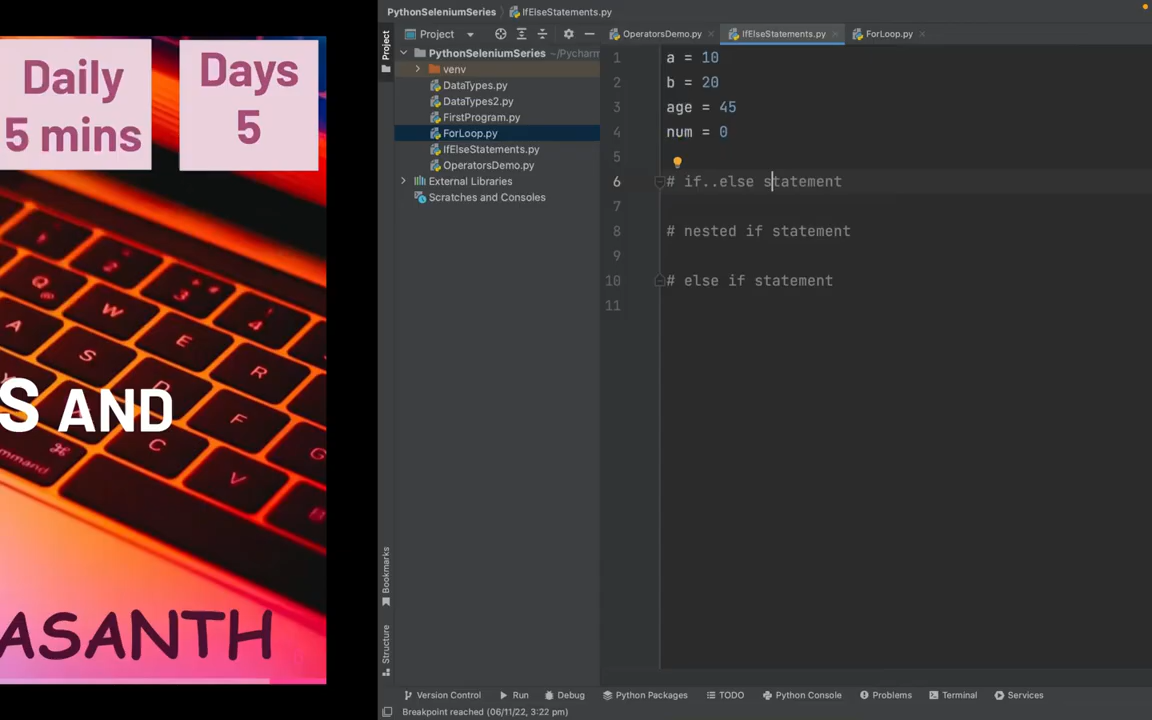 Daily
5 mins
Days
5
S AND
ASANTH
PythonSeleniumSeries
IfElseStatements.py
Project
OperatorsDemo.py
IfElseStatements.py
ForLoop.py
Project
PythonSeleniumSeries ~/Pycharm
venv
DataTypes.py
DataTypes2.py
FirstProgram.py
ForLoop.py
IfElseStatements.py
OperatorsDemo.py
External Libraries
Scratches and Consoles
1 a = 10
2 b = 20
3 age = 45
4 num = 0
5
6 # if..else statement
7
8 # nested if statement
9
10 # else if statement
11
Bookmarks
Structure
Version Control
Run
Debug
Python Packages
TODO
Python Console
Problems
Terminal
Services
Breakpoint reached (06/11/22, 3:22 pm)